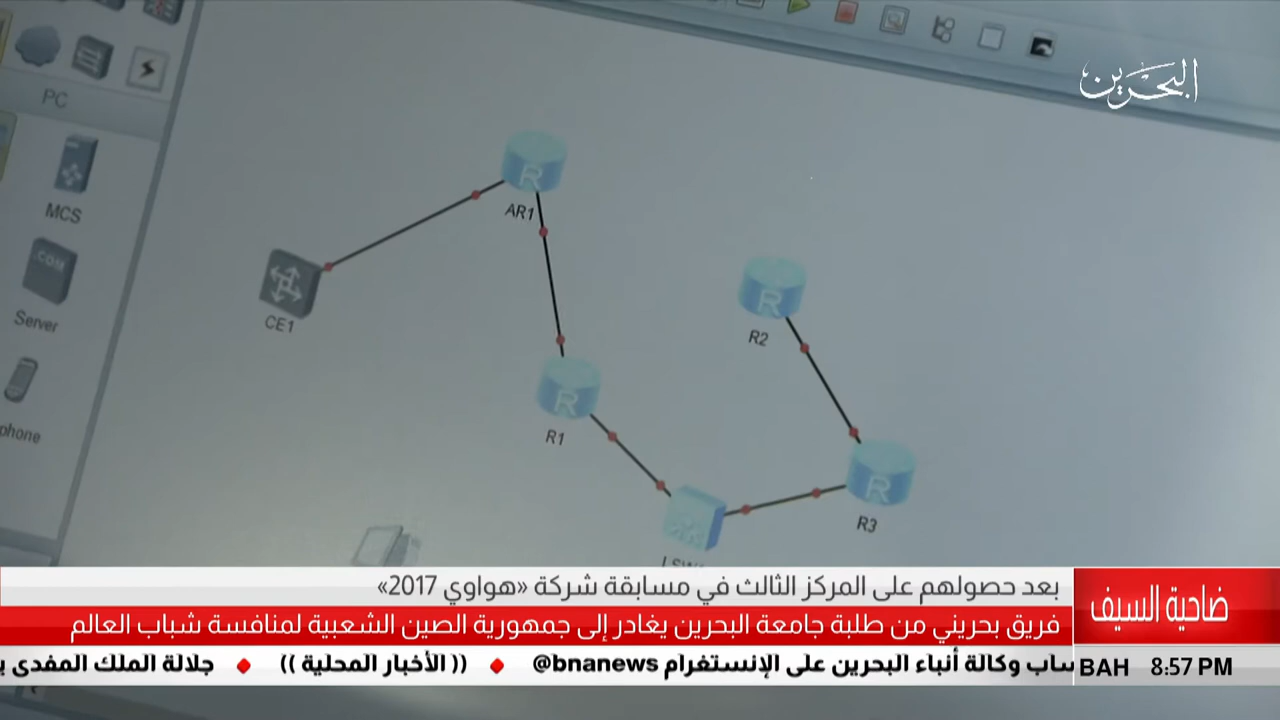 البحرين
PC
MCS
Server
phone
AR1
CE1
R2
R1
R3
بعد حصولهم على المركز الثالث في مسابقة شركة «هواوي 2017»
ضاحية السيف
فريق بحريني من طلبة جامعة البحرين يغادر إلى جمهورية الصين الشعبية لمنافسة شباب العالم
وكالة أنباء البحرين على الإنستغرام @bnanews ♦ (( الأخبار المحلية )) ♦ جلالة الملك المفدى
BAH 8:57 PM